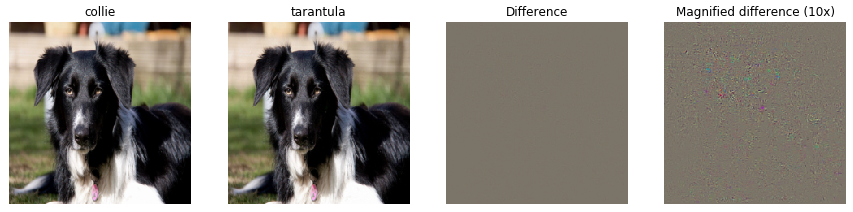 collie
tarantula
Difference
Magnified difference (10x)